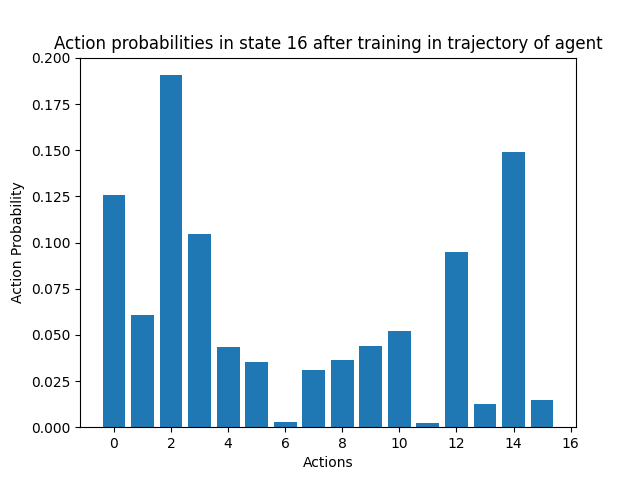 Action probabilities in state 16 after training in trajectory of agent
0.200
0.175
0.150
0.125
0.100
0.075
0.050
0.025
0.000
Action Probability
0 2 4 6 8 10 12 14 16
Actions